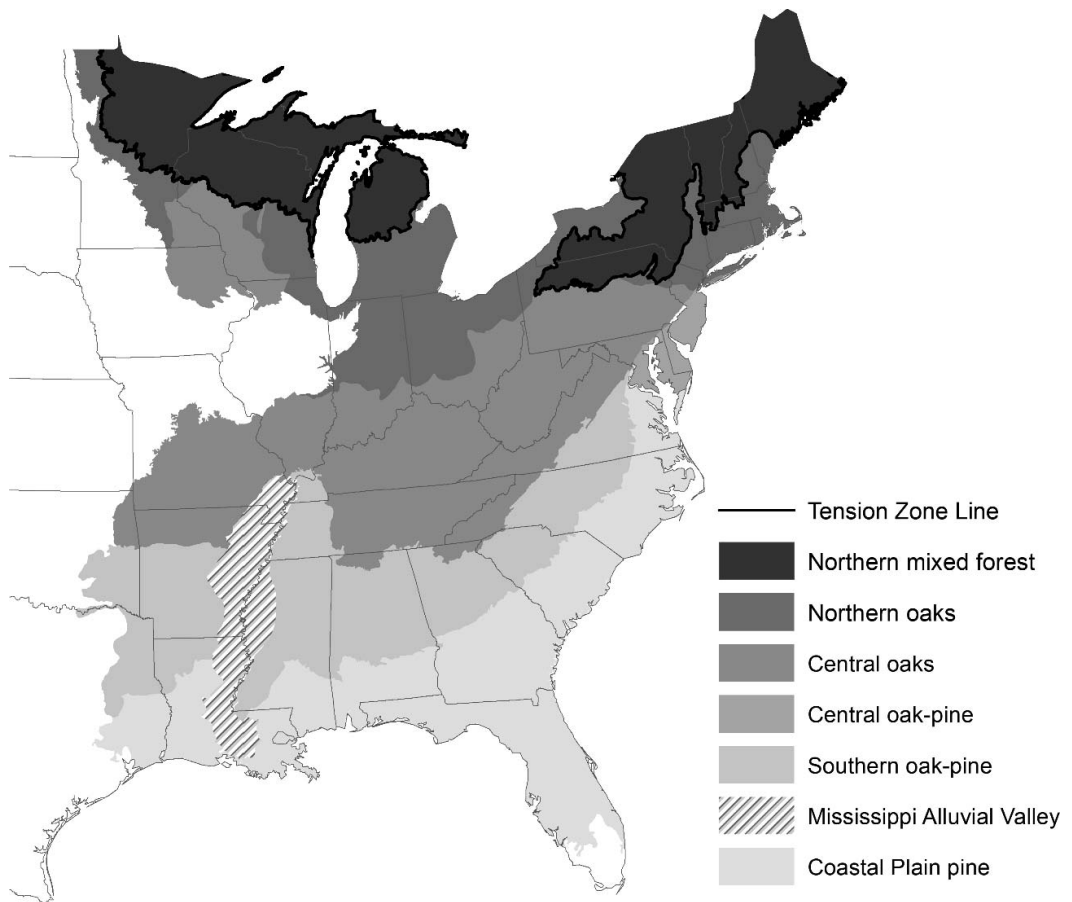 Tension Zone Line
Northern mixed forest
Northern oaks
Central oaks
Central oak-pine
Southern oak-pine
Mississippi Alluvial Valley
Coastal Plain pine